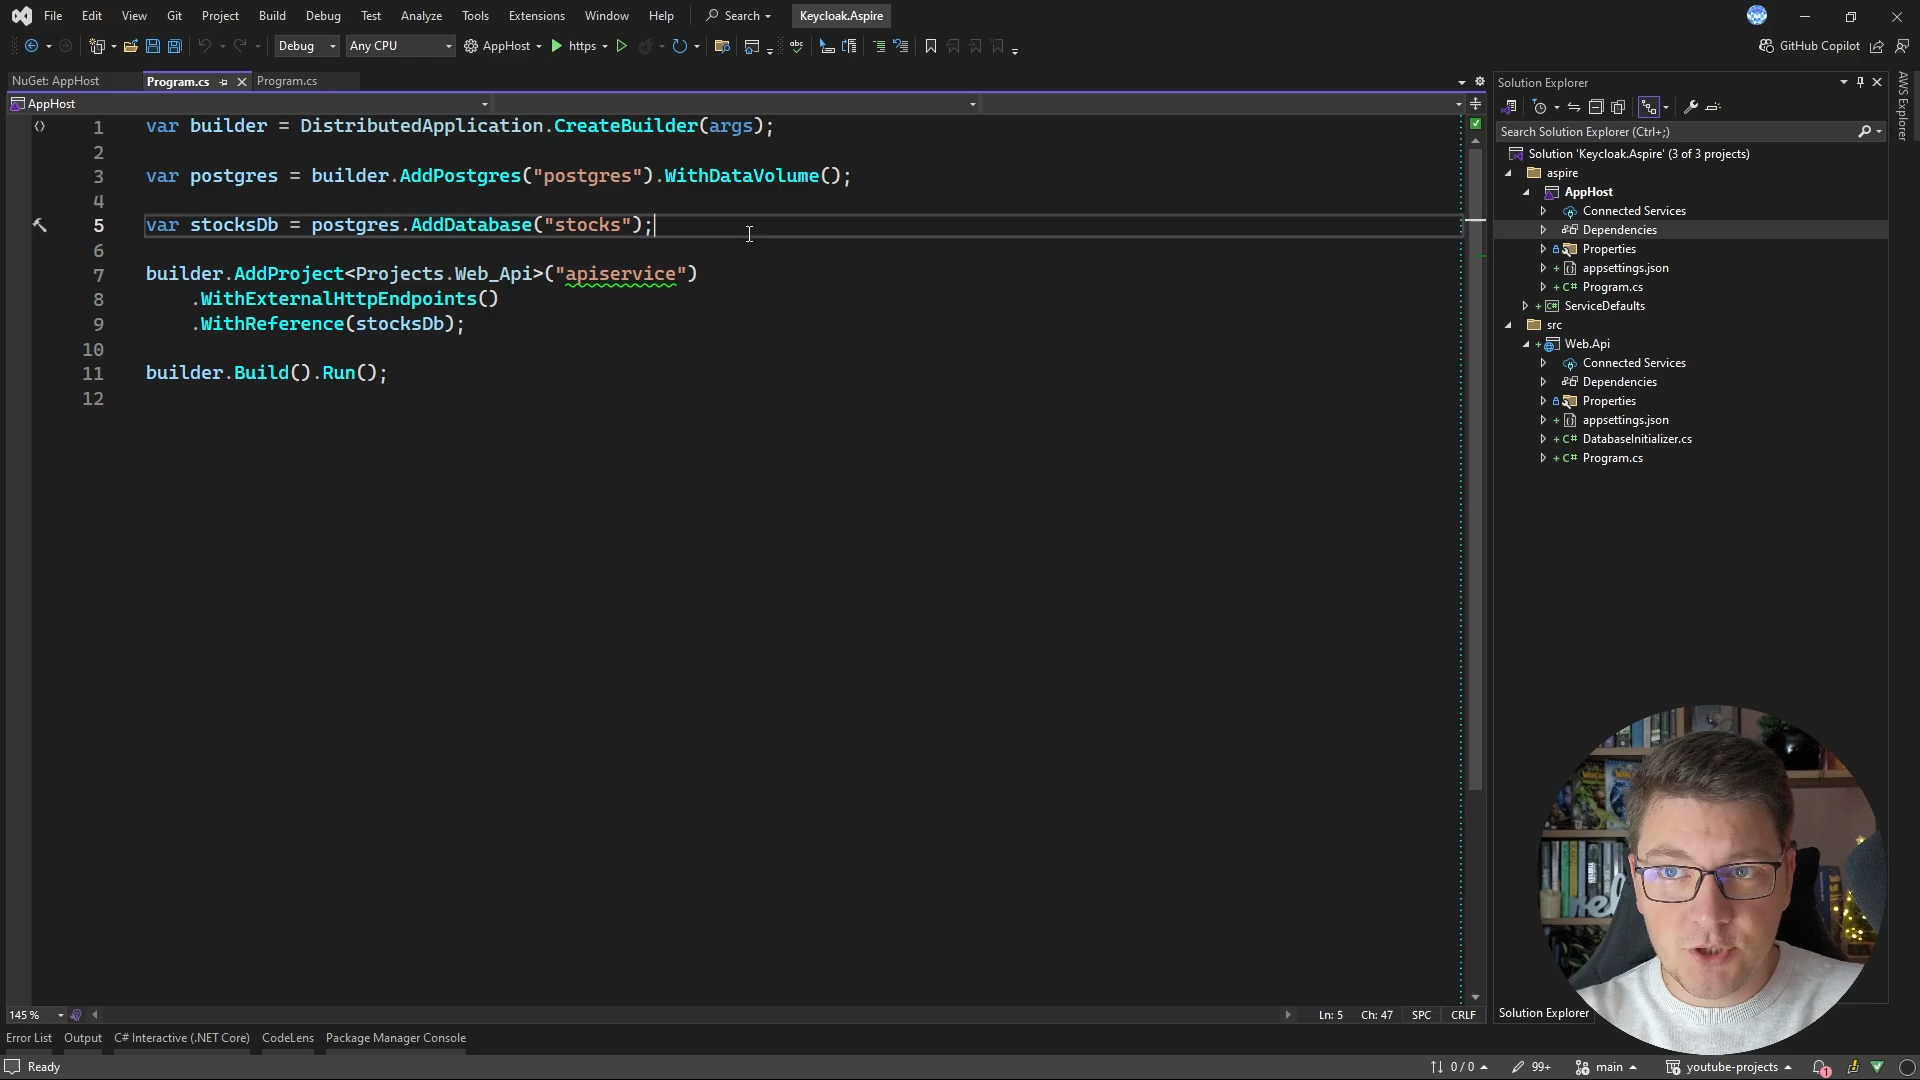 File Edit View Git Project Build Debug Test Analyze Tools Extensions Window Help Search Keycloak.Aspire
Debug Any CPU AppHost https GitHub Copilot
NuGet: AppHost Program.cs Program.cs
AppHost
1 var builder = DistributedApplication.CreateBuilder(args);
2
3 var postgres = builder.AddPostgres("postgres").WithDataVolume();
4
5 var stocksDb = postgres.AddDatabase("stocks");
6
7 builder.AddProject<Projects.Web_Api>("apiservice")
8 .WithExternalHttpEndpoints()
9 .WithReference(stocksDb);
10
11 builder.Build().Run();
12
Solution Explorer
Search Solution Explorer (Ctrl+;)
Solution 'Keycloak.Aspire' (3 of 3 projects)
aspire
AppHost
Connected Services
Dependencies
Properties
appsettings.json
C# Program.cs
ServiceDefaults
src
Web.Api
Connected Services
Dependencies
Properties
appsettings.json
C# DatabaseInitializer.cs
C# Program.cs
AWS Explorer
145 % Ln: 5 Ch: 47 SPC CRLF
Solution Explorer
Error List Output C# Interactive (.NET Core) CodeLens Package Manager Console
Ready 0 / 0 99+ main youtube-projects 1